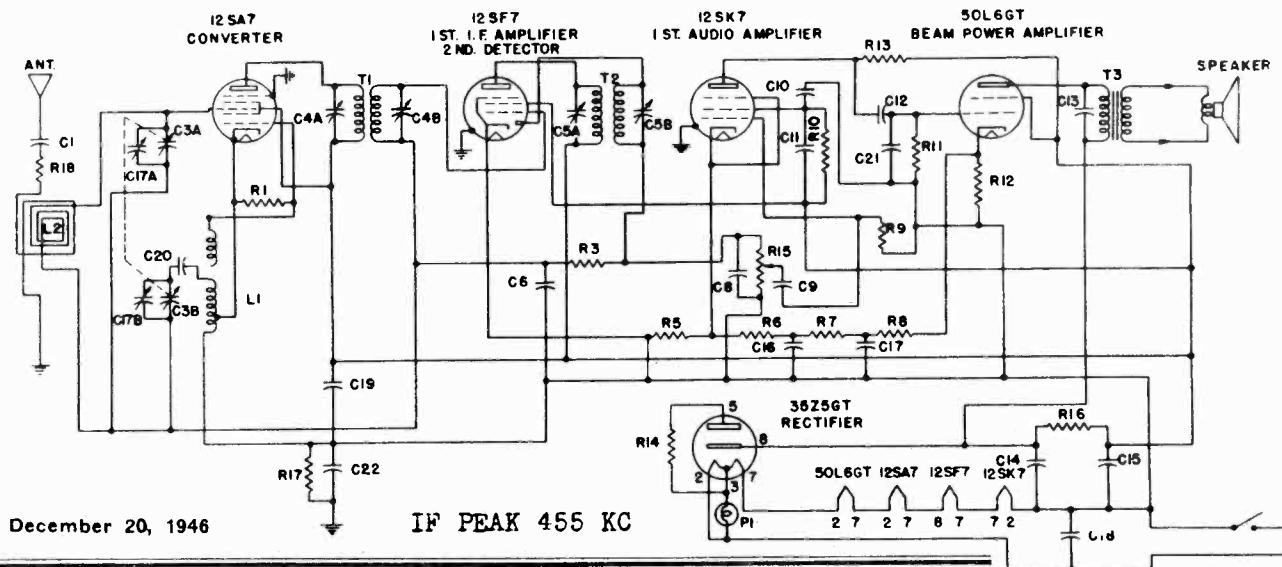 12SA7
CONVERTER
12SF7
1ST. I.F. AMPLIFIER
2ND. DETECTOR
12SK7
1ST. AUDIO AMPLIFIER
50L6GT
BEAM POWER AMPLIFIER
ANT.
SPEAKER
C1
R18
L2
C3A
C17A
C20
C3B
C17B
L1
R1
C4A
T1
C4B
C5A
T2
C5B
C10
C11
R10
R13
C12
C21
R11
R12
C13
T3
R3
C6
C8
R15
C9
R9
R5
R6
C16
R7
C17
R8
C19
R17
C22
35Z5GT
RECTIFIER
5
8
R14
2
3
7
P1
50L6GT 12SA7 12SF7 12SK7
2 7 2 7 8 7 7 2
R16
C14
C15
C18
December 20, 1946
IF PEAK 455 KC